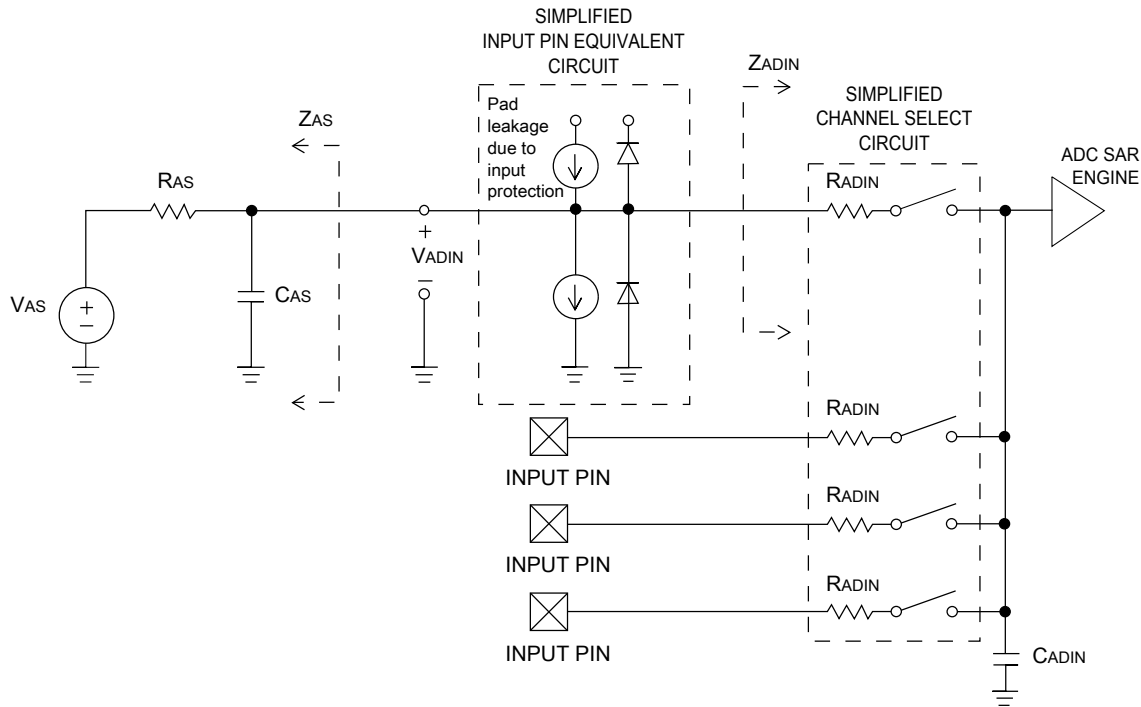 SIMPLIFIED
INPUT PIN EQUIVALENT
CIRCUIT
Pad
leakage
due to
input
protection
ZADIN
SIMPLIFIED
CHANNEL SELECT
CIRCUIT
ADC SAR
ENGINE
ZAS
RAS
RADIN
+
VADIN
−
VAS
+
−
CAS
RADIN
INPUT PIN
RADIN
INPUT PIN
RADIN
INPUT PIN
CADIN